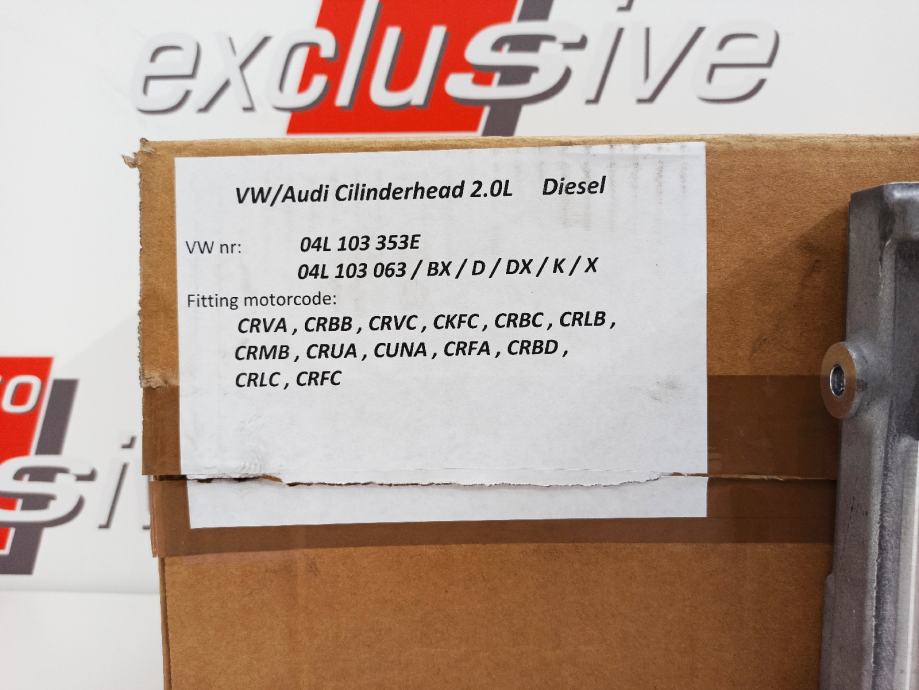 exclusive
VW/Audi Cilinderhead 2.0L Diesel
VW nr: 04L 103 353E
04L 103 063 / BX / D / DX / K / X
Fitting motorcode:
CRVA , CRBB , CRVC , CKFC , CRBC , CRLB ,
CRMB , CRUA , CUNA , CRFA , CRBD ,
CRLC , CRFC